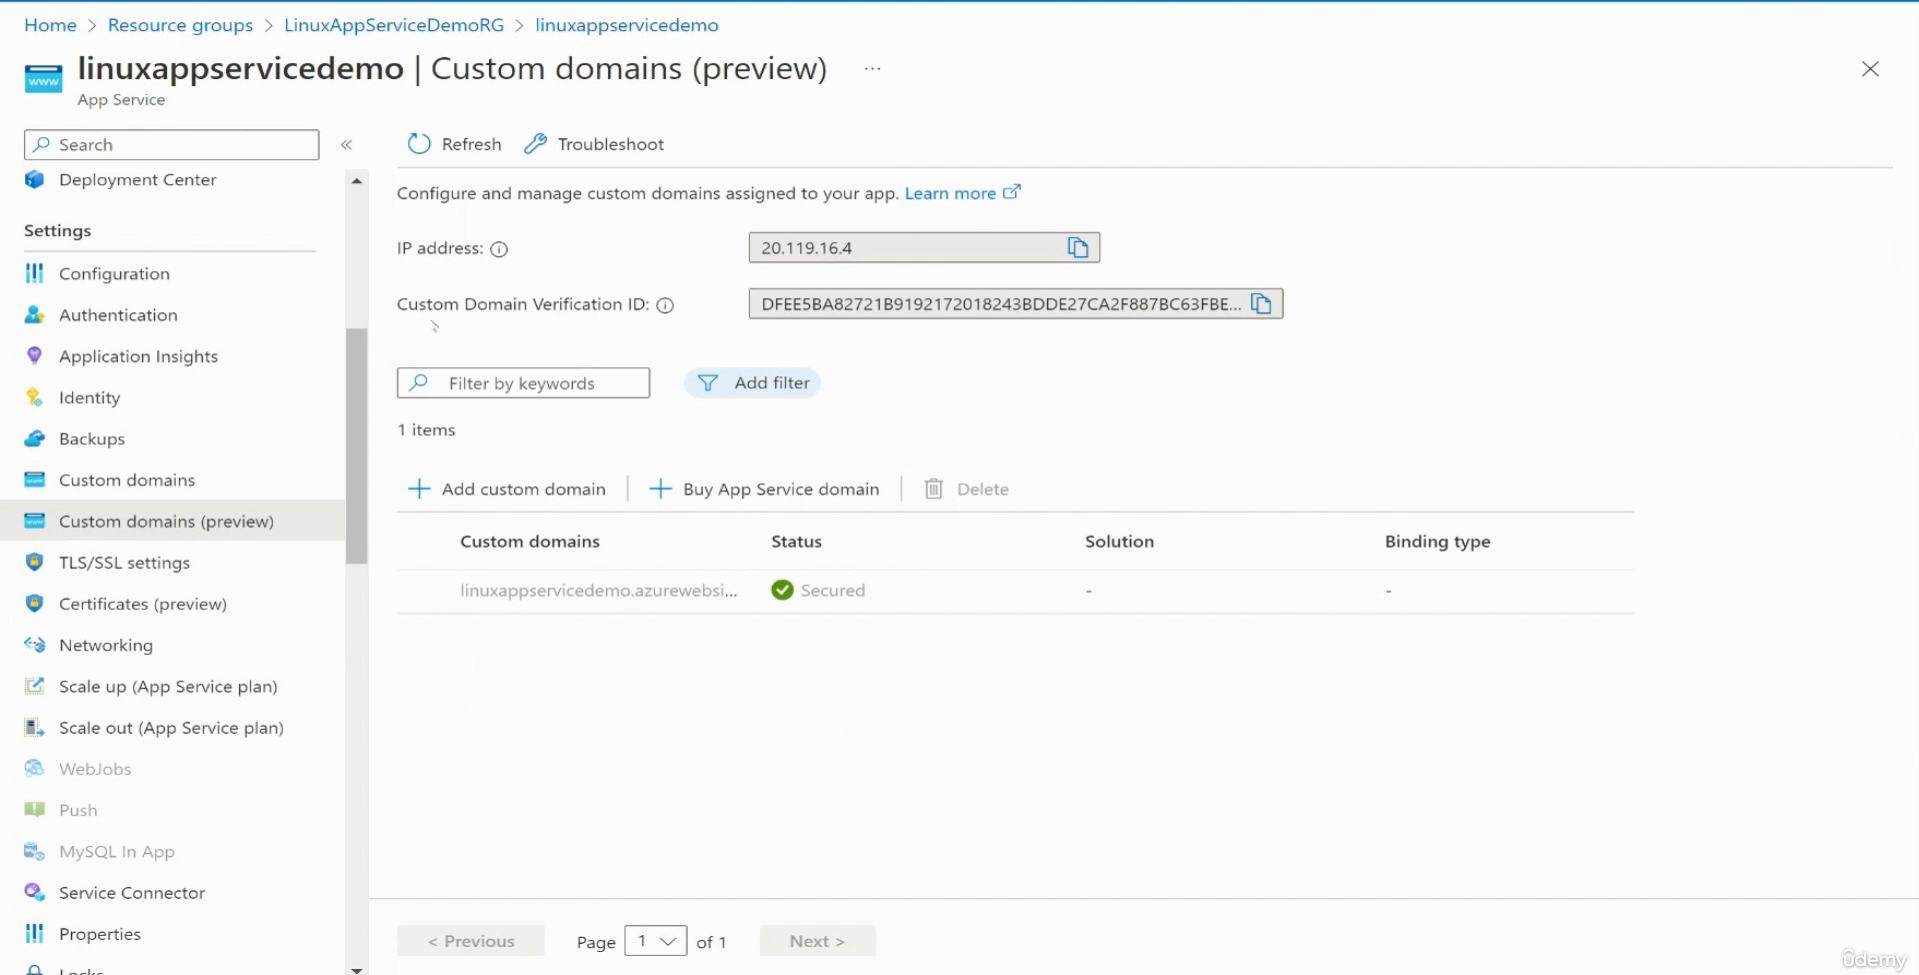 Home > Resource groups > LinuxAppServiceDemoRG > linuxappservicedemo
linuxappservicedemo | Custom domains (preview) ...
App Service
Search
«
Deployment Center
Settings
Configuration
Authentication
Application Insights
Identity
Backups
Custom domains
Custom domains (preview)
TLS/SSL settings
Certificates (preview)
Networking
Scale up (App Service plan)
Scale out (App Service plan)
WebJobs
Push
MySQL In App
Service Connector
Properties
Locks
Refresh
Troubleshoot
Configure and manage custom domains assigned to your app. Learn more
IP address:
20.119.16.4
Custom Domain Verification ID:
DFEE5BA82721B9192172018243BDDE27CA2F887BC63FBE...
Filter by keywords
Add filter
1 items
Add custom domain
Buy App Service domain
Delete
Custom domains Status Solution Binding type
linuxappservicedemo.azurewebsi... Secured - -
< Previous Page 1 of 1 Next >
ûdemy